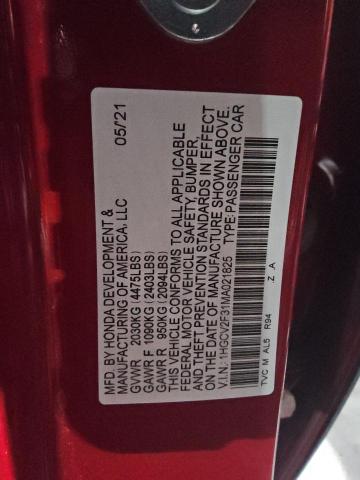 MFD. BY HONDA DEVELOPMENT &
MANUFACTURING OF AMERICA, LLC 05/'21
GVWR 2030KG (4475LBS)
GAWR F 1090KG (2403LBS)
GAWR R 950KG (2094LBS)
THIS VEHICLE CONFORMS TO ALL APPLICABLE
FEDERAL MOTOR VEHICLE SAFETY, BUMPER,
AND THEFT PREVENTION STANDARDS IN EFFECT
ON THE DATE OF MANUFACTURE SHOWN ABOVE.
V.I.N.: 1HGCV2F31MA021825 TYPE: PASSENGER CAR
TVC M AL5 R94 Z A